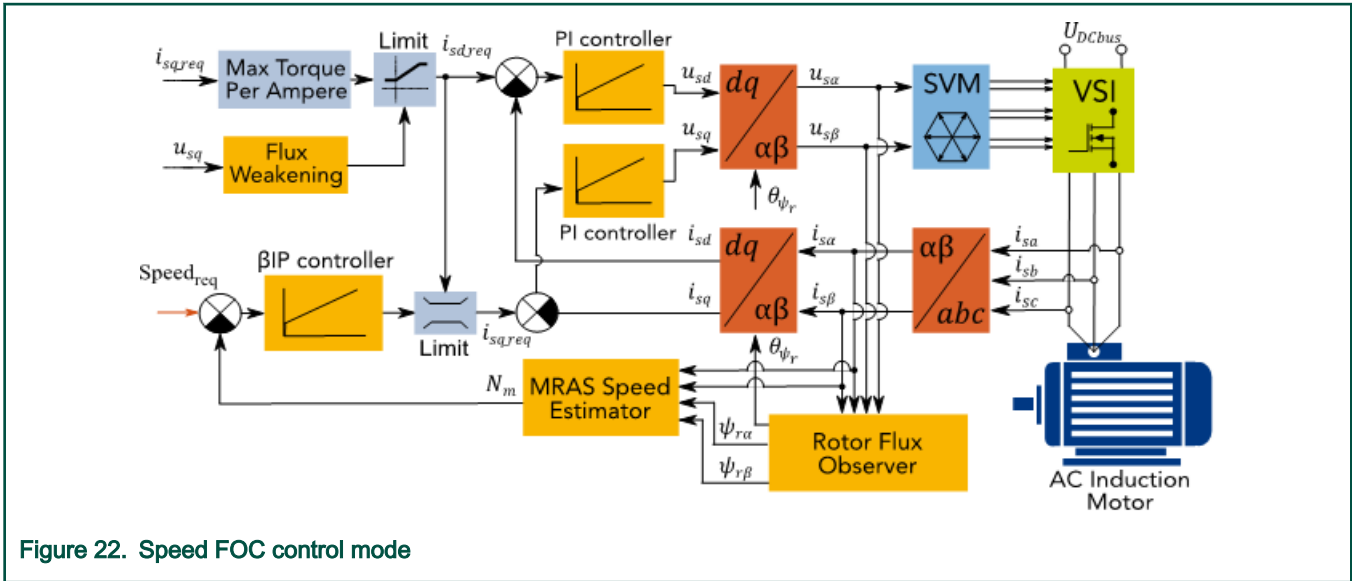 i_sq,req
Max Torque
Per Ampere
Limit
i_sd,req
PI controller
u_sd
u_sq
dq
αβ
u_sα
u_sβ
SVM
U_DCbus
VSI
u_sq
Flux
Weakening
θ_ψr
PI controller
i_sd
i_sq
dq
αβ
i_sα
i_sβ
αβ
abc
i_sa
i_sb
i_sc
Speed_req
βIP controller
Limit
i_sq,req
θ_ψr
N_m
MRAS Speed
Estimator
ψ_rα
ψ_rβ
Rotor Flux
Observer
AC Induction
Motor
Figure 22. Speed FOC control mode